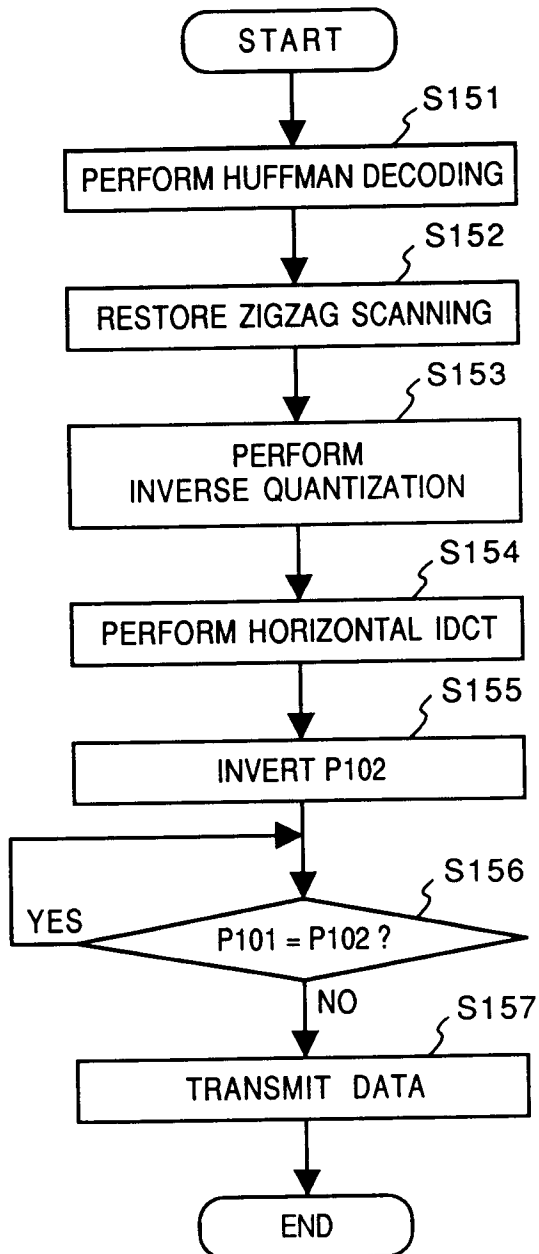 START
S151
PERFORM HUFFMAN DECODING
S152
RESTORE ZIGZAG SCANNING
S153
PERFORM
INVERSE QUANTIZATION
S154
PERFORM HORIZONTAL IDCT
S155
INVERT P102
S156
YES
P101 = P102 ?
NO
S157
TRANSMIT DATA
END